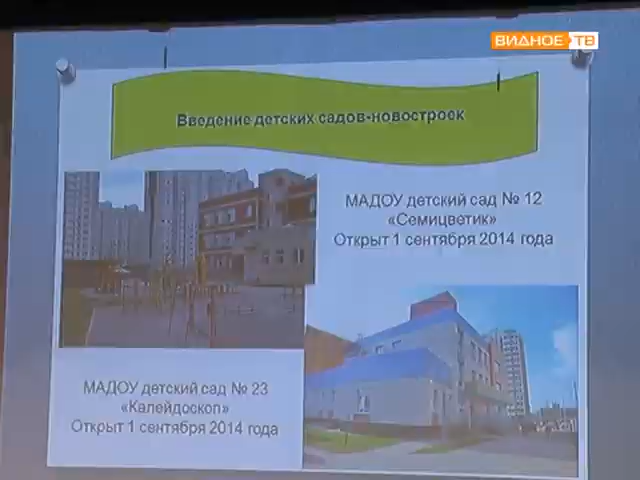 ВИДНОЕ ТВ
Введение детских садов-новостроек
МАДОУ детский сад № 12
«Семицветик»
Открыт 1 сентября 2014 года
МАДОУ детский сад № 23
«Калейдоскоп»
Открыт 1 сентября 2014 года